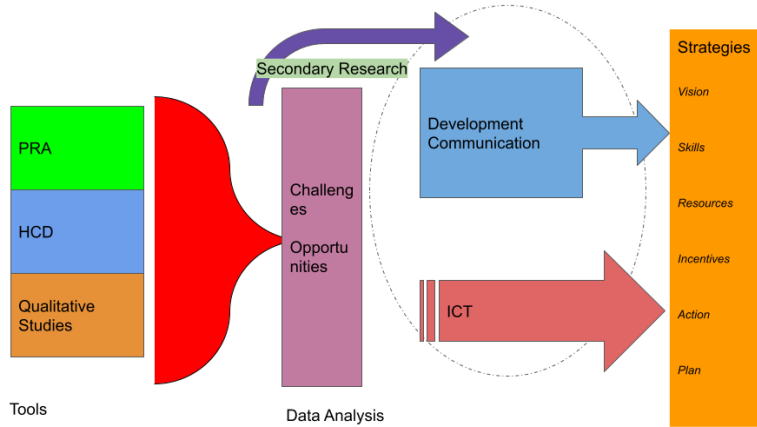 PRA
HCD
Qualitative
Studies
Tools
Secondary Research
Challeng
es
Opportu
nities
Data Analysis
Development
Communication
ICT
Strategies
Vision
Skills
Resources
Incentives
Action
Plan